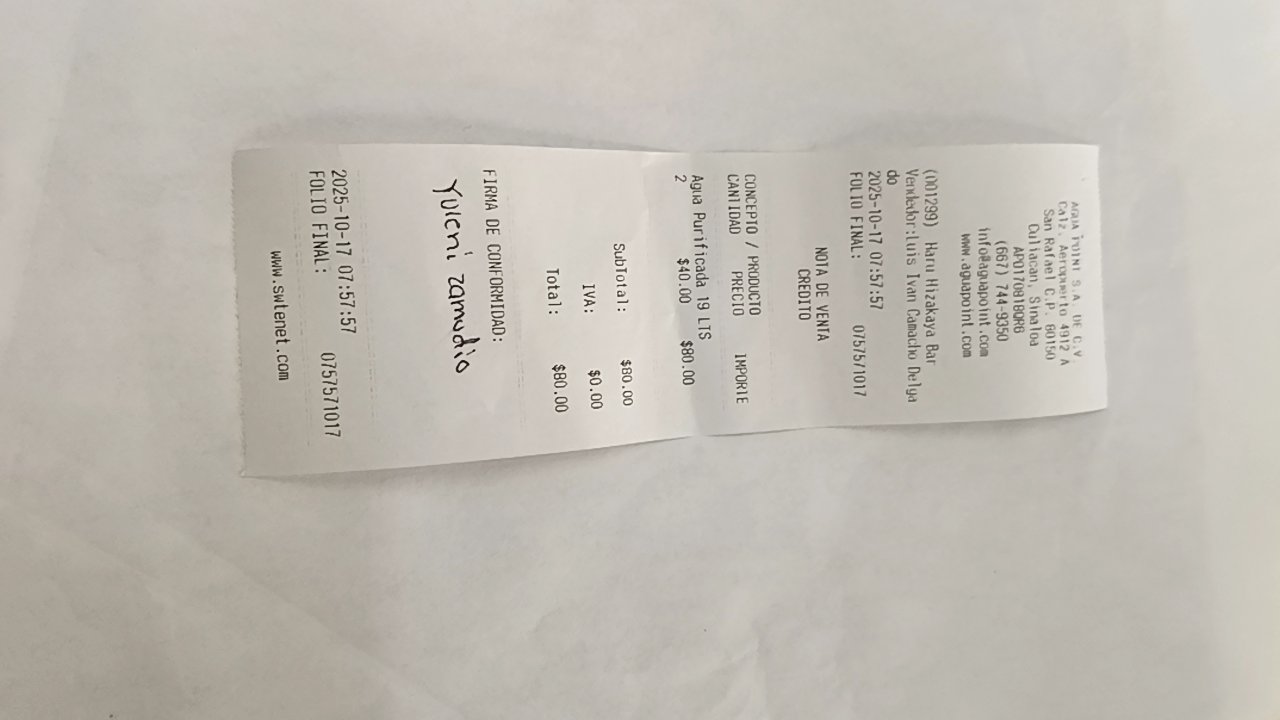 AGUA POINT S.A. DE C.V.
Calz. Aeropuerto 4912 A
San Rafael C.P. 80150
Culiacan, Sinaloa
APO170818QR6
(667) 744-9350
info@aguapoint.com
www.aguapoint.com
(001299) Haru Hizakaya Bar
Vendedor:Luis Ivan Camacho Delga
do
2025-10-17 07:57:57
FOLIO FINAL: 0757571017
NOTA DE VENTA
CREDITO
CONCEPTO / PRODUCTO
CANTIDAD PRECIO IMPORTE
Agua Purificada 19 LTS
2 $40.00 $80.00
SubTotal: $80.00
IVA: $0.00
Total: $80.00
FIRMA DE CONFORMIDAD:
Yuleni zamudio
2025-10-17 07:57:57
FOLIO FINAL: 0757571017
www.swtenet.com